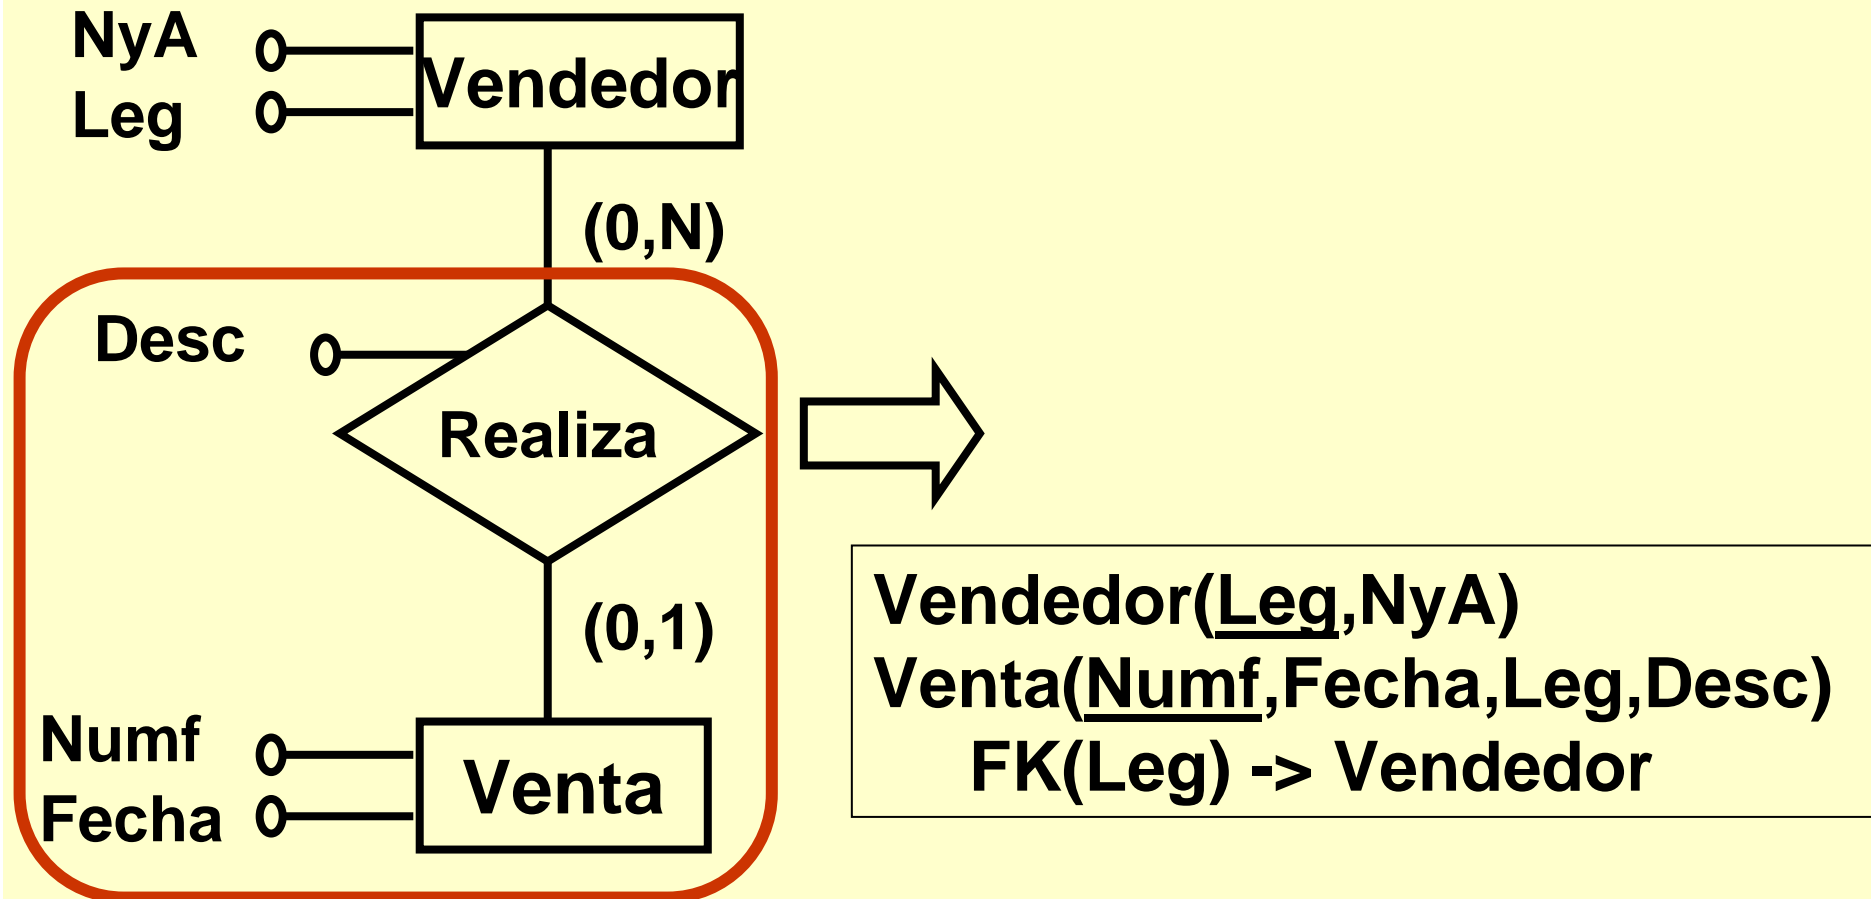 NyA
Vendedor
Leg
(0,N)
Desc
Realiza
(0,1)
Numf
Venta
Fecha
Vendedor(Leg,NyA)
Venta(Numf,Fecha,Leg,Desc)
FK(Leg) -> Vendedor